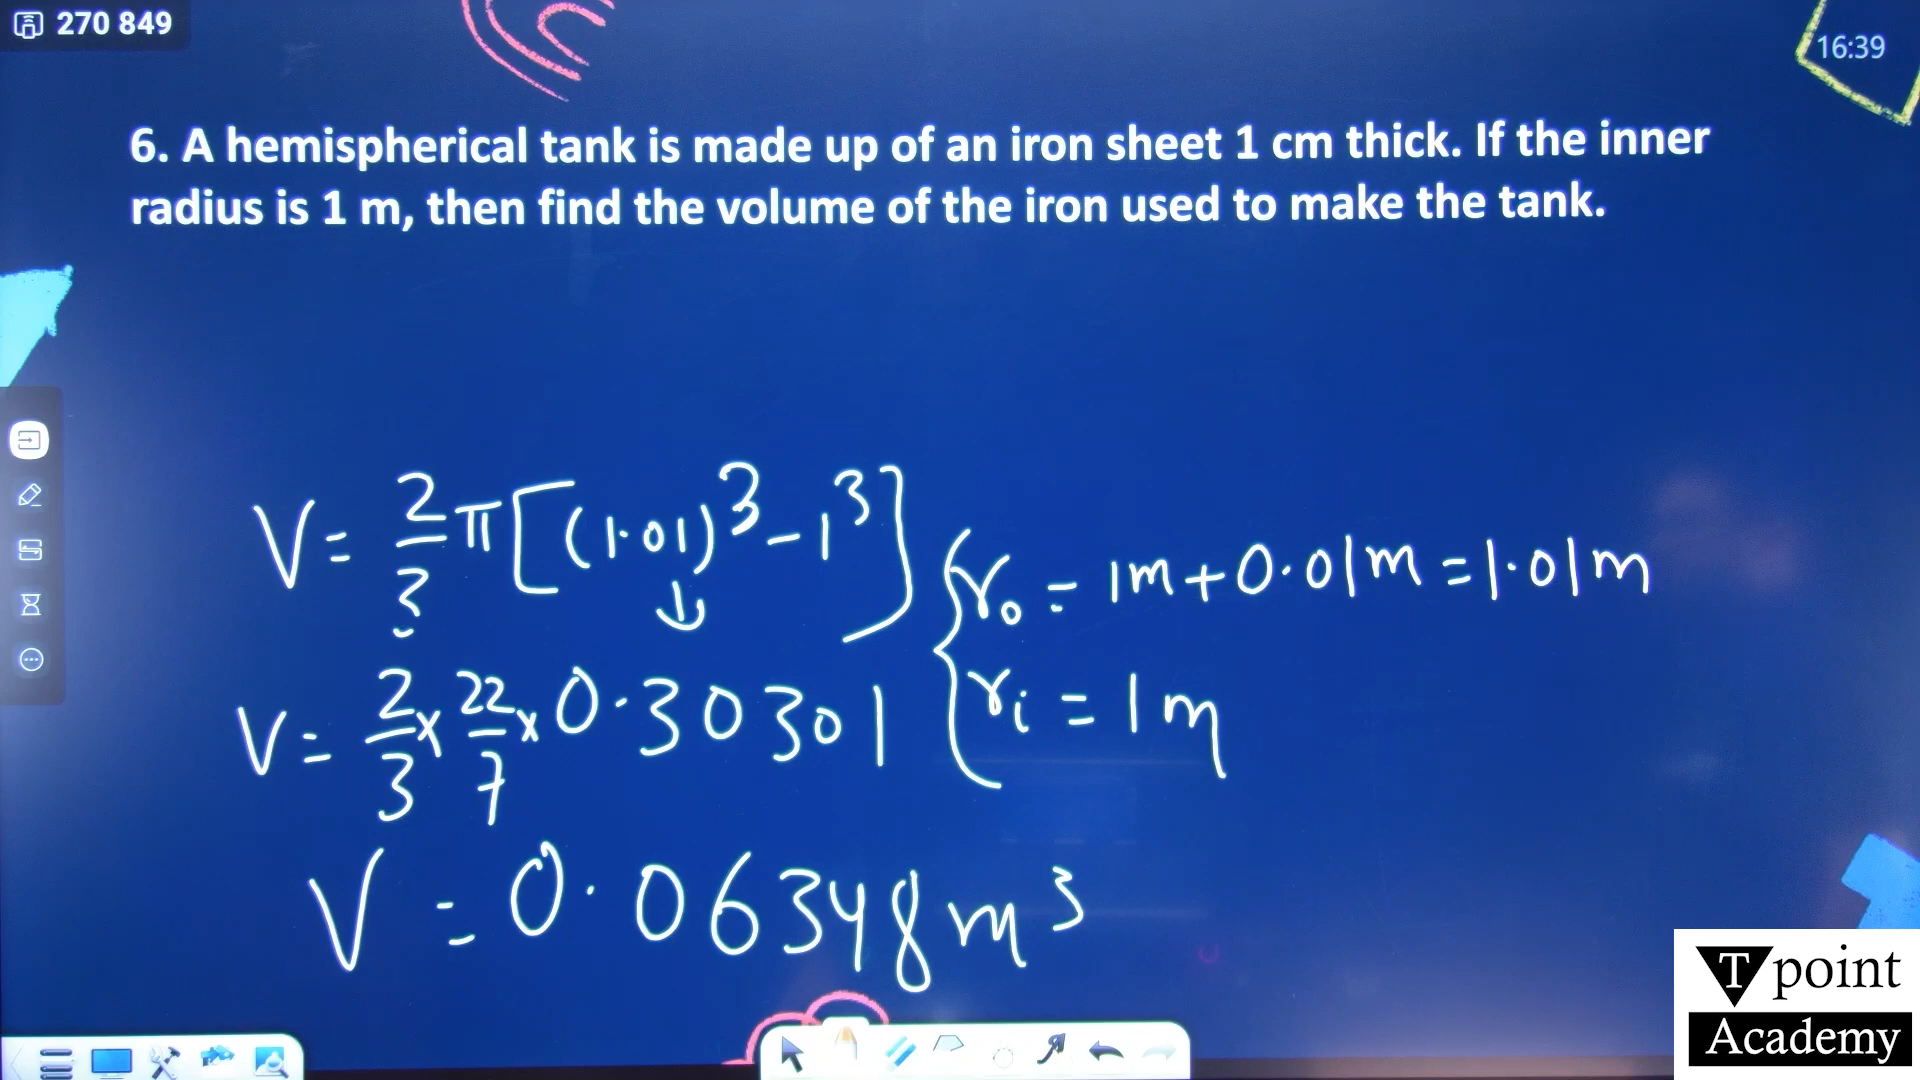 270 849
16:39
6. A hemispherical tank is made up of an iron sheet 1 cm thick. If the inner
radius is 1 m, then find the volume of the iron used to make the tank.
V = 2/3 π [(1.01)³ - 1³]
↓
r₀ = 1m + 0.01m = 1.01m
rᵢ = 1m
V = 2/3 x 22/7 x 0.30301
V = 0.06348m³
T point
Academy